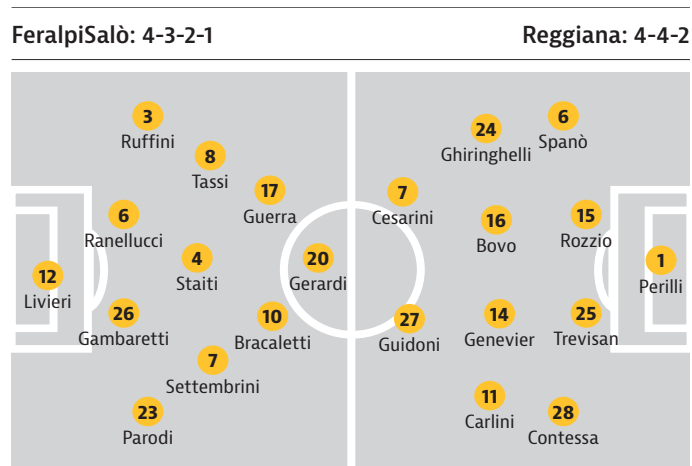 FeralpiSalò: 4-3-2-1
Reggiana: 4-4-2
3
Ruffini
8
Tassi
17
Guerra
6
Ranellucci
4
Staiti
20
Gerardi
12
Livieri
26
Gambaretti
10
Bracaletti
7
Settembrini
23
Parodi
24
Ghiringhelli
6
Spanò
7
Cesarini
16
Bovo
15
Rozzio
1
Perilli
27
Guidoni
14
Genevier
25
Trevisan
11
Carlini
28
Contessa